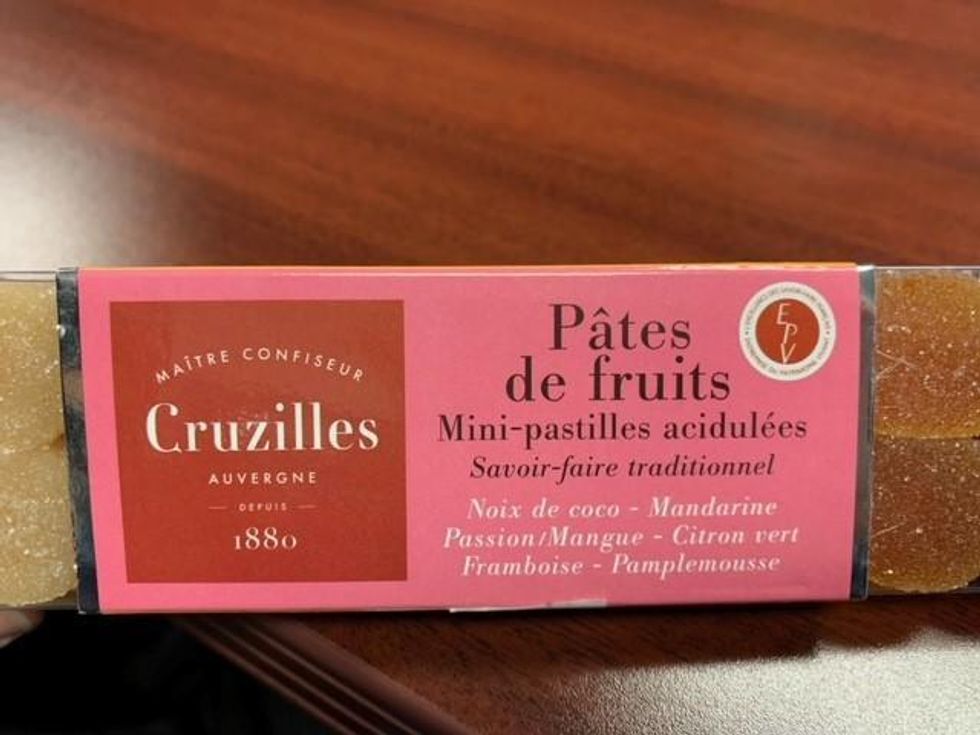 MAÎTRE CONFISEUR
Cruzilles
AUVERGNE
DEPUIS
1880
Pâtes
de fruits
Mini-pastilles acidulées
Savoir-faire traditionnel
Noix de coco - Mandarine
Passion/Mangue - Citron vert
Framboise - Pamplemousse
EPV